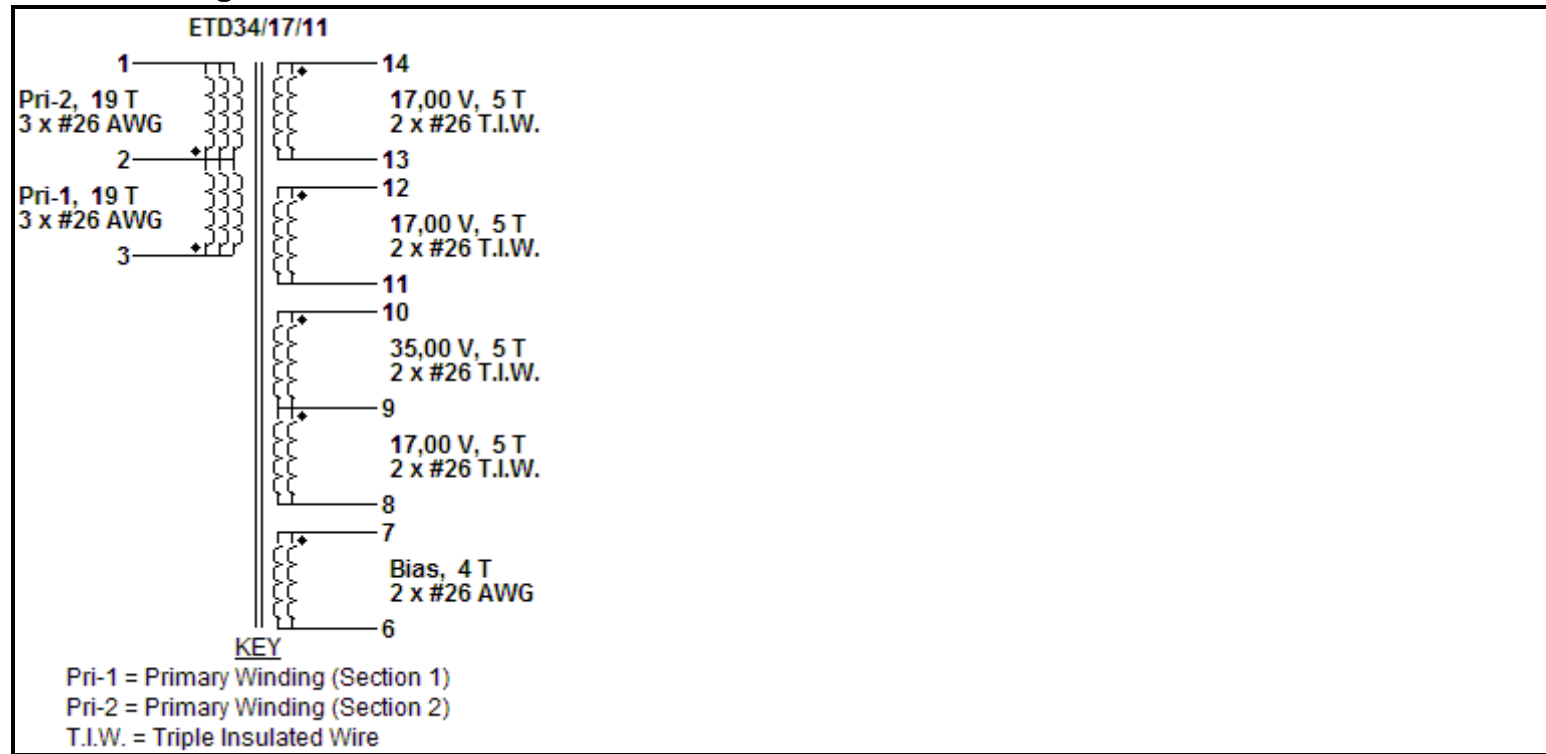 ETD34/17/11
1
Pri-2, 19 T
3 x #26 AWG
2
Pri-1, 19 T
3 x #26 AWG
3
14
17,00 V, 5 T
2 x #26 T.I.W.
13
12
17,00 V, 5 T
2 x #26 T.I.W.
11
10
35,00 V, 5 T
2 x #26 T.I.W.
9
17,00 V, 5 T
2 x #26 T.I.W.
8
7
Bias, 4 T
2 x #26 AWG
6
KEY
Pri-1 = Primary Winding (Section 1)
Pri-2 = Primary Winding (Section 2)
T.I.W. = Triple Insulated Wire